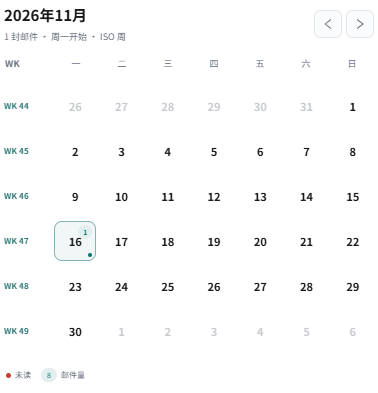 2026年11月
1 封邮件 · 周一开始 · ISO 周
WK 一 二 三 四 五 六 日
WK 44 26 27 28 29 30 31 1
WK 45 2 3 4 5 6 7 8
WK 46 9 10 11 12 13 14 15
WK 47 16 1 17 18 19 20 21 22
WK 48 23 24 25 26 27 28 29
WK 49 30 1 2 3 4 5 6
未读 8 邮件量